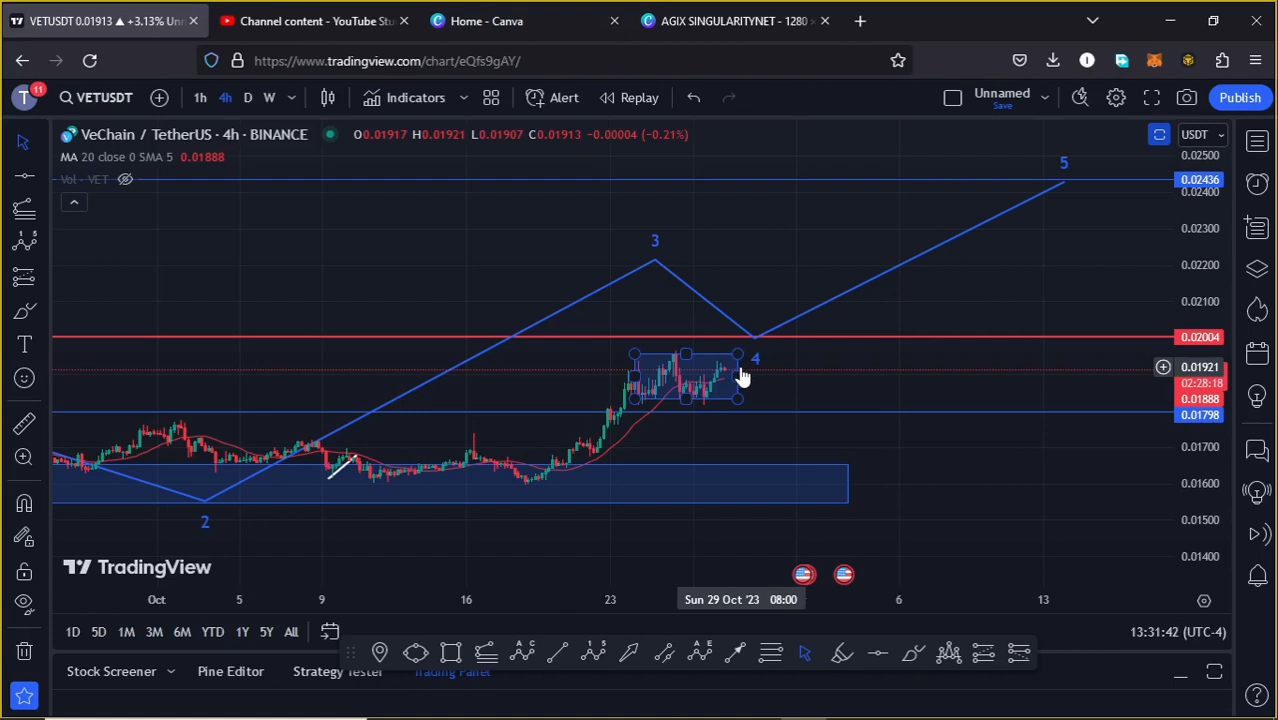 VETUSDT 0.01913 ▲ +3.13% Un
Channel content - YouTube Stu
Home - Canva
AGIX SINGULARITYNET - 1280 ×
https://www.tradingview.com/chart/eQfs9gAY/
T
11
VETUSDT
1h
4h
D
W
Indicators
Alert
Replay
Unnamed
Save
Publish
VeChain / TetherUS · 4h · BINANCE
O0.01917 H0.01921 L0.01907 C0.01913 −0.00004 (−0.21%)
USDT
MA 20 close 0 SMA 5 0.01888
Vol · VET
0.02500
5
0.02436
0.02400
0.02300
3
0.02200
0.02100
0.02004
4
0.01921
02:28:18
0.01888
0.01798
0.01700
0.01600
2
0.01500
0.01400
TradingView
Oct
5
9
16
23
Sun 29 Oct '23 08:00
6
13
1D
5D
1M
3M
6M
YTD
1Y
5Y
All
13:31:42 (UTC-4)
Stock Screener
Pine Editor
Strategy Tester
Trading Panel